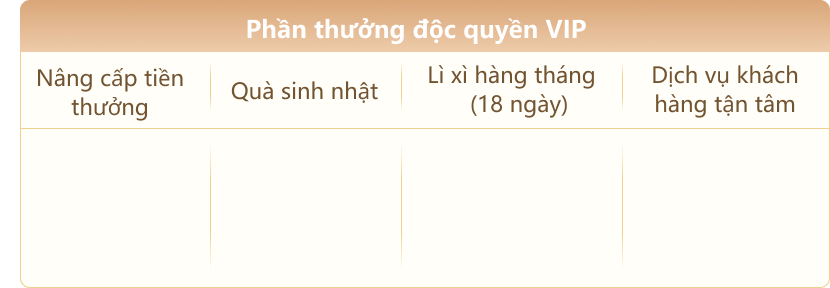 Phần thưởng độc quyền VIP
Nâng cấp tiền
thưởng
Quà sinh nhật
Lì xì hàng tháng
(18 ngày)
Dịch vụ khách
hàng tận tâm